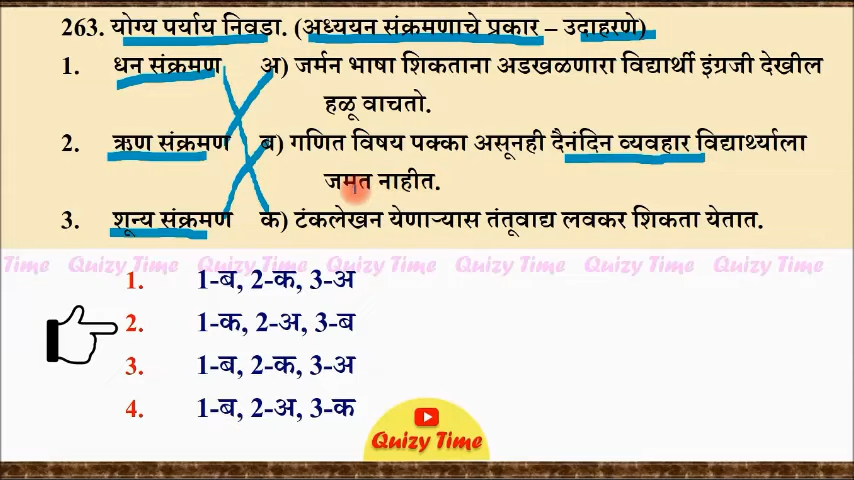 263. योग्य पर्याय निवडा. (अध्ययन संक्रमणाचे प्रकार – उदाहरणे)
1. धन संक्रमण अ) जर्मन भाषा शिकताना अडखळणारा विद्यार्थी इंग्रजी देखील
हळू वाचतो.
2. ऋण संक्रमण ब) गणित विषय पक्का असूनही दैनंदिन व्यवहार विद्यार्थ्याला
जमत नाहीत.
3. शून्य संक्रमण क) टंकलेखन येणाऱ्यास तंतूवाद्य लवकर शिकता येतात.
Time Quizy Time Quizy Time Quizy Time Quizy Time Quizy Time Quizy Time
1. 1-ब, 2-क, 3-अ
2. 1-क, 2-अ, 3-ब
3. 1-ब, 2-क, 3-अ
4. 1-ब, 2-अ, 3-क
Quizy Time